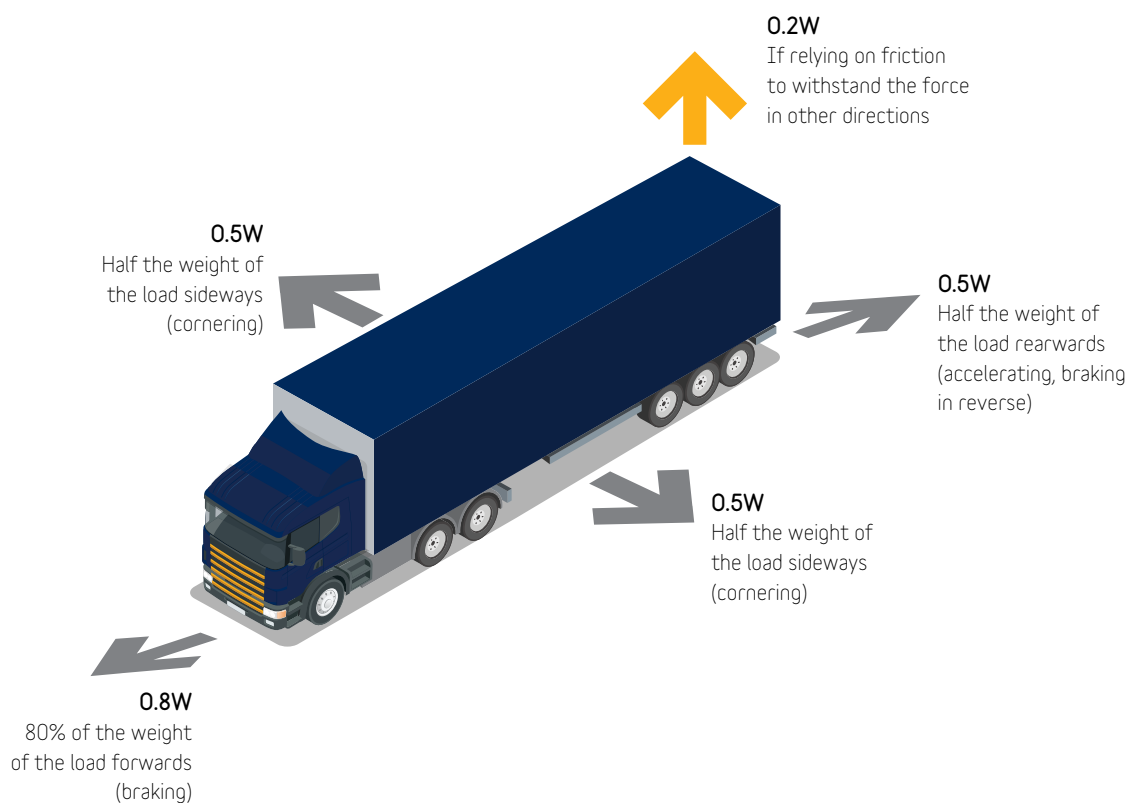 0.2W
If relying on friction
to withstand the force
in other directions
0.5W
Half the weight of
the load sideways
(cornering)
0.5W
Half the weight of
the load rearwards
(accelerating, braking
in reverse)
0.5W
Half the weight of
the load sideways
(cornering)
0.8W
80% of the weight
of the load forwards
(braking)